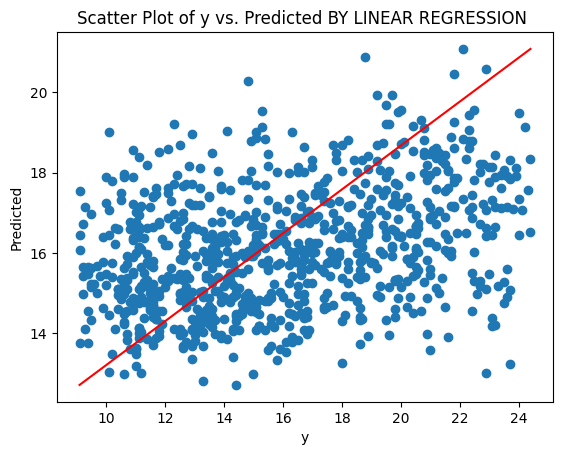 Scatter Plot of y vs. Predicted BY LINEAR REGRESSION
20
18
16
14
Predicted
10 12 14 16 18 20 22 24
y